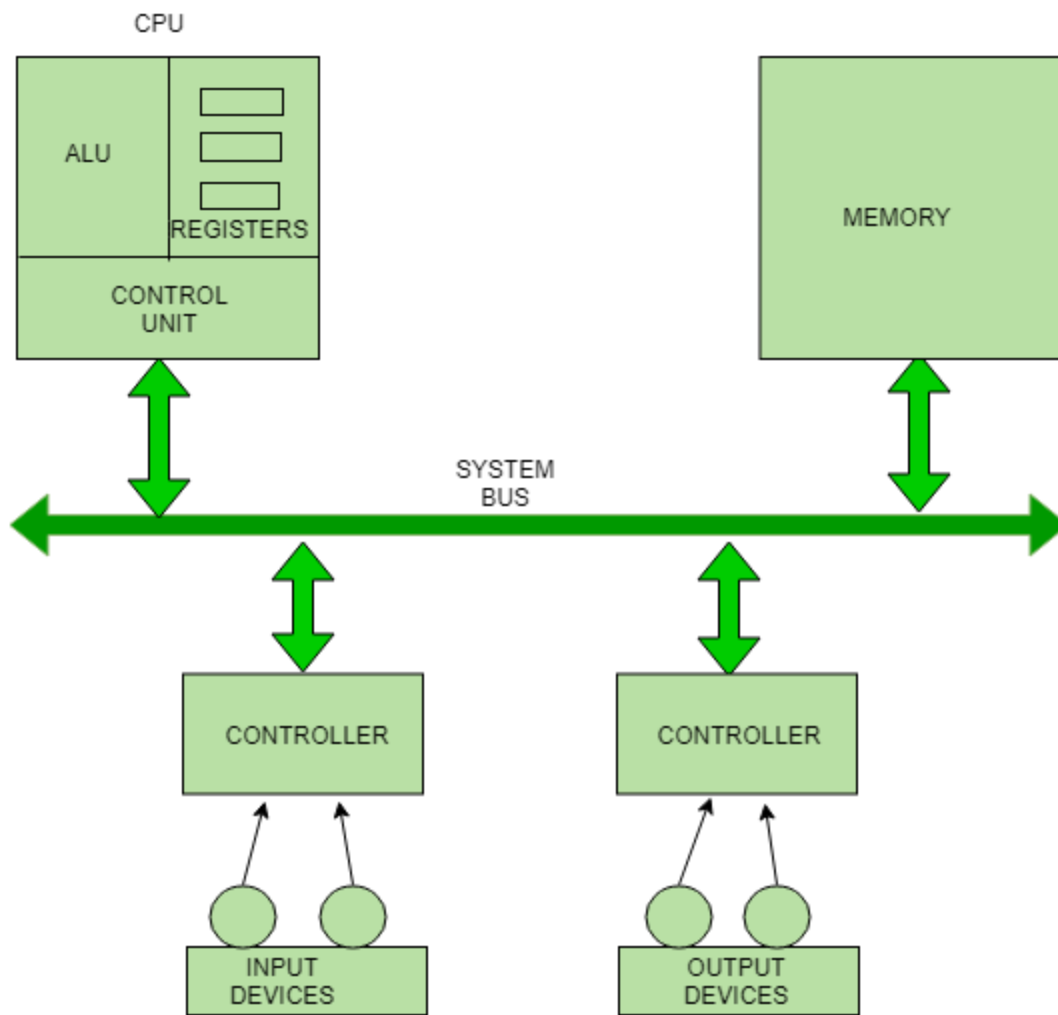 CPU
ALU
REGISTERS
CONTROL
UNIT
MEMORY
SYSTEM
BUS
CONTROLLER
CONTROLLER
INPUT
DEVICES
OUTPUT
DEVICES